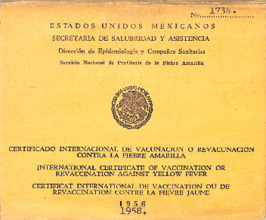 No. 1736.
ESTADOS UNIDOS MEXICANOS
SECRETARIA DE SALUBRIDAD Y ASISTENCIA
Dirección de Epidemiología y Campañas Sanitarias
Servicio Nacional de Profilaxis de la Fiebre Amarilla
CERTIFICADO INTERNACIONAL DE VACUNACION O REVACUNACION
CONTRA LA FIEBRE AMARILLA
INTERNATIONAL CERTIFICATE OF VACCINATION OR
REVACCINATION AGAINST YELLOW FEVER
CERTIFICAT INTERNATIONAL DE VACCINATION OU DE
REVACCINATION CONTRE LA FIEVRE JAUNE
1956
1958.